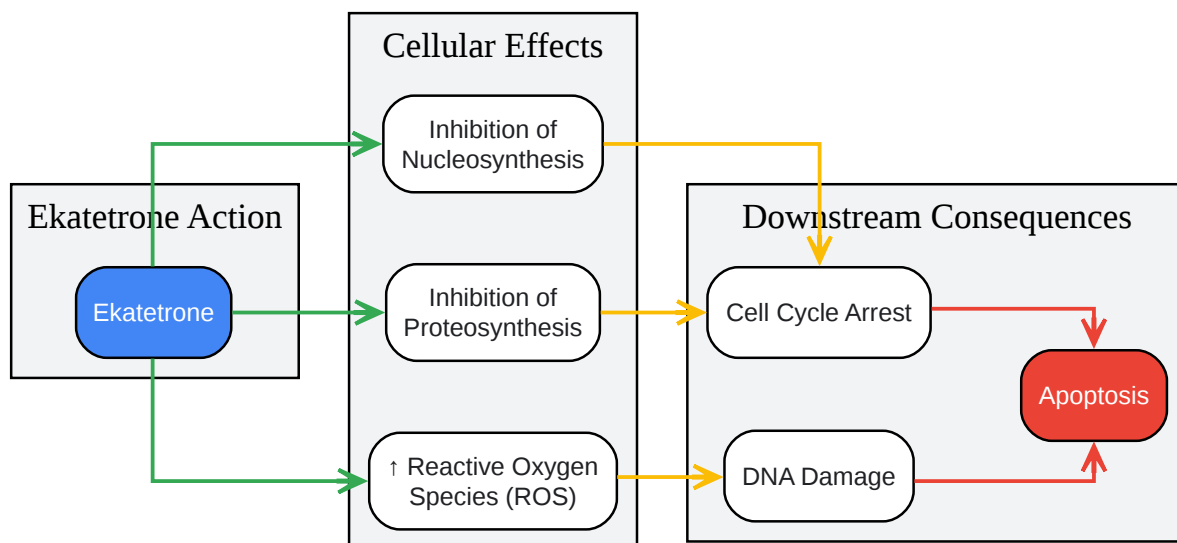 Cellular Effects
Inhibition of
Nucleosynthesis
Ekatetrone Action
Downstream Consequences
Ekatetrone
Inhibition of
Proteosynthesis
Cell Cycle Arrest
Apoptosis
↑ Reactive Oxygen
Species (ROS)
DNA Damage